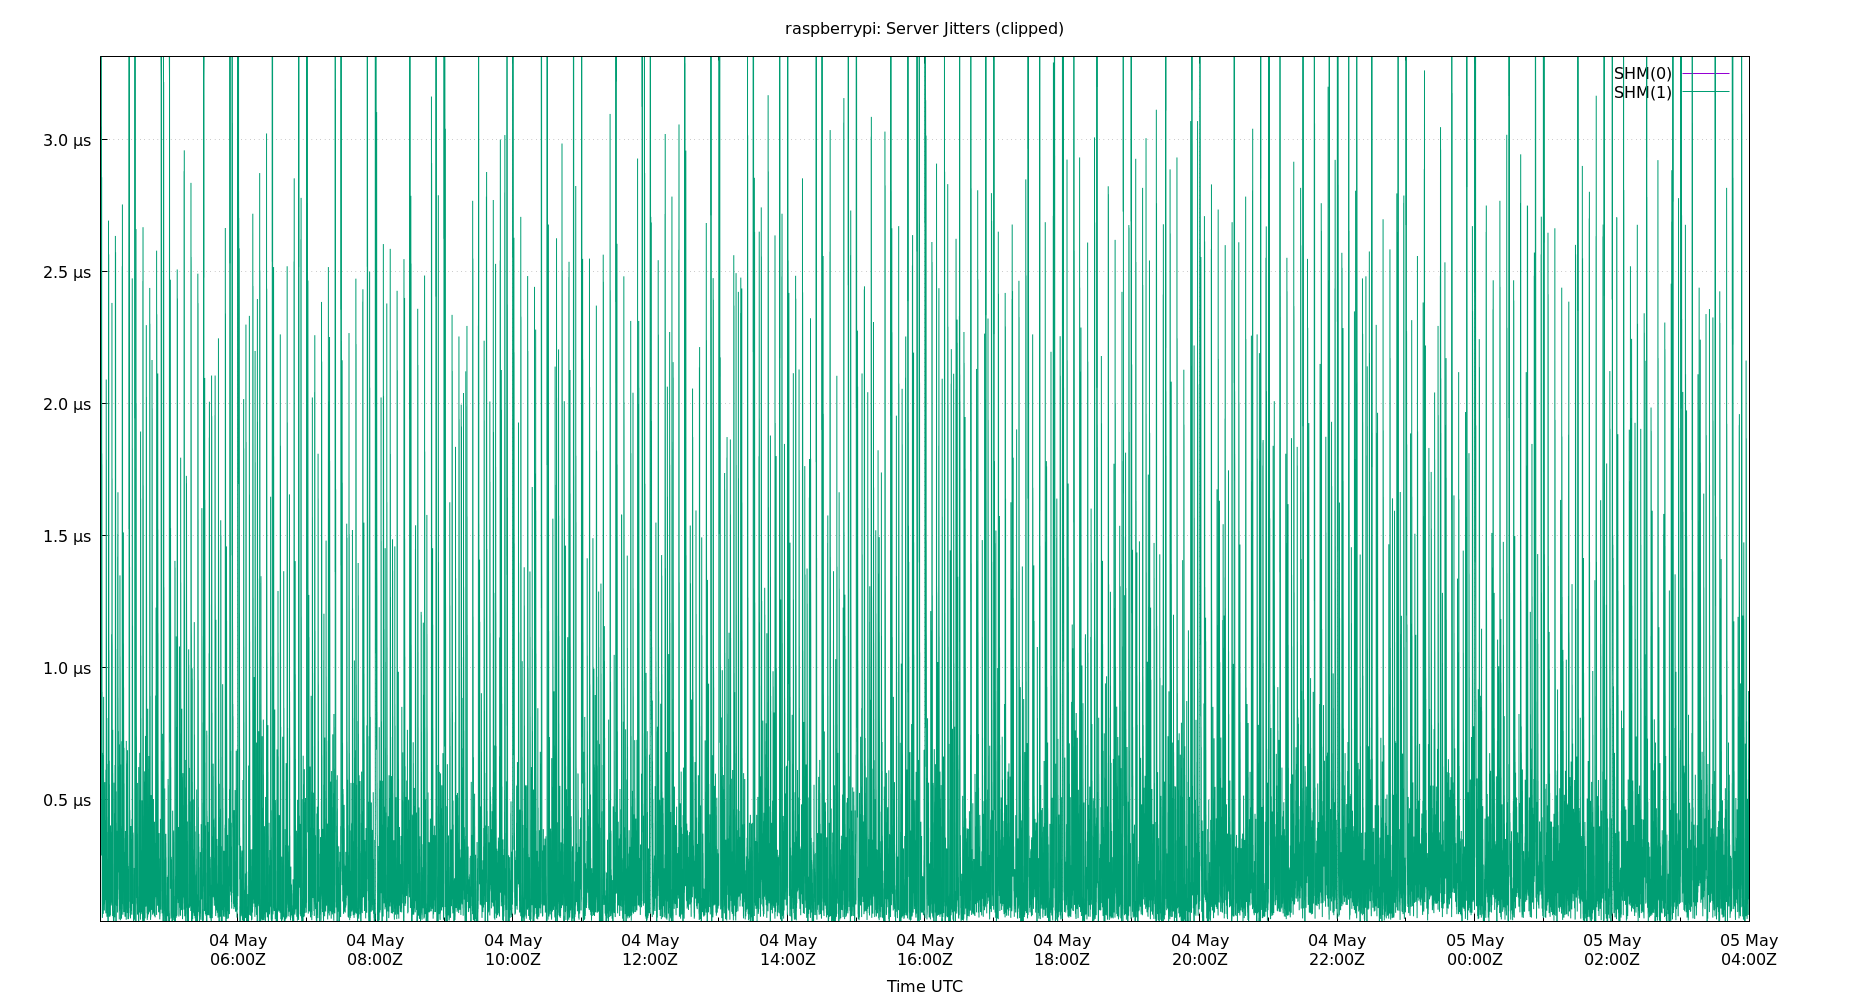 raspberrypi: Server Jitters (clipped)
SHM(0)
SHM(1)
3.0 µs
2.5 µs
2.0 µs
1.5 µs
1.0 µs
0.5 µs
04 May 04 May 04 May 04 May 04 May 04 May 04 May 04 May 04 May 05 May 05 May 05 May
06:00Z 08:00Z 10:00Z 12:00Z 14:00Z 16:00Z 18:00Z 20:00Z 22:00Z 00:00Z 02:00Z 04:00Z
Time UTC